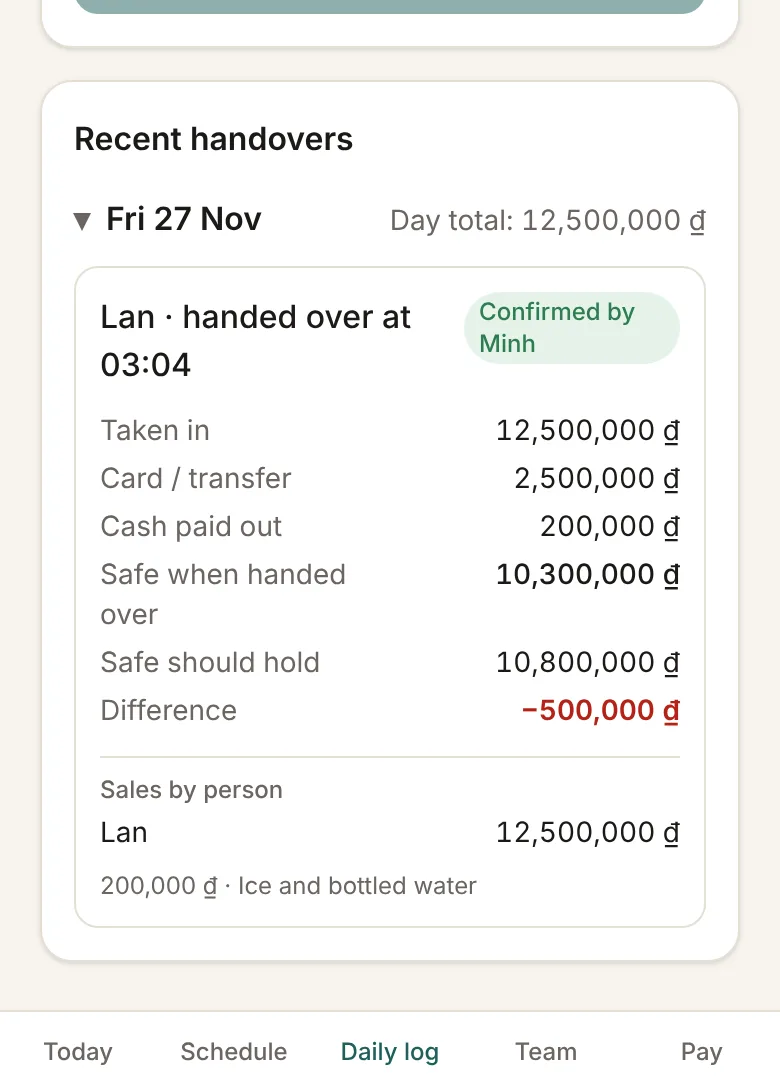 Recent handovers
▼ Fri 27 Nov Day total: 12,500,000 ₫
Lan · handed over at
03:04
Confirmed by
Minh
Taken in 12,500,000 ₫
Card / transfer 2,500,000 ₫
Cash paid out 200,000 ₫
Safe when handed
over 10,300,000 ₫
Safe should hold 10,800,000 ₫
Difference −500,000 ₫
Sales by person
Lan 12,500,000 ₫
200,000 ₫ · Ice and bottled water
Today Schedule Daily log Team Pay